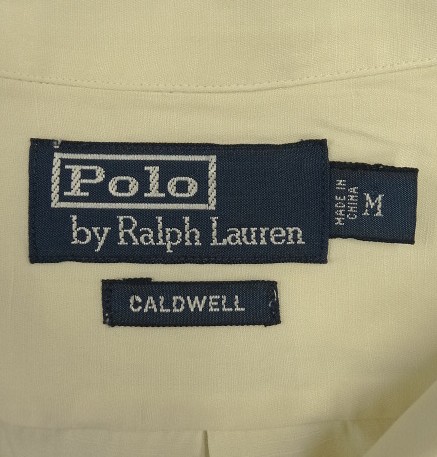 Polo
by Ralph Lauren
MADE IN
CHINA
M
CALDWELL